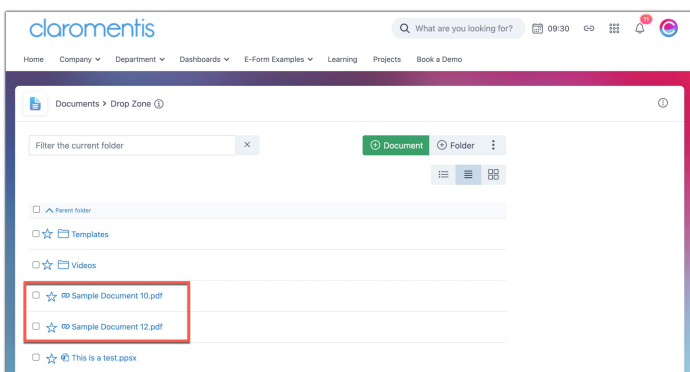 claromentis
What are you looking for?
09:30
11
Home Company Department Dashboards E-Form Examples Learning Projects Book a Demo
Documents > Drop Zone
Filter the current folder
Document
Folder
Parent folder
Templates
Videos
Sample Document 10.pdf
Sample Document 12.pdf
This is a test.ppsx